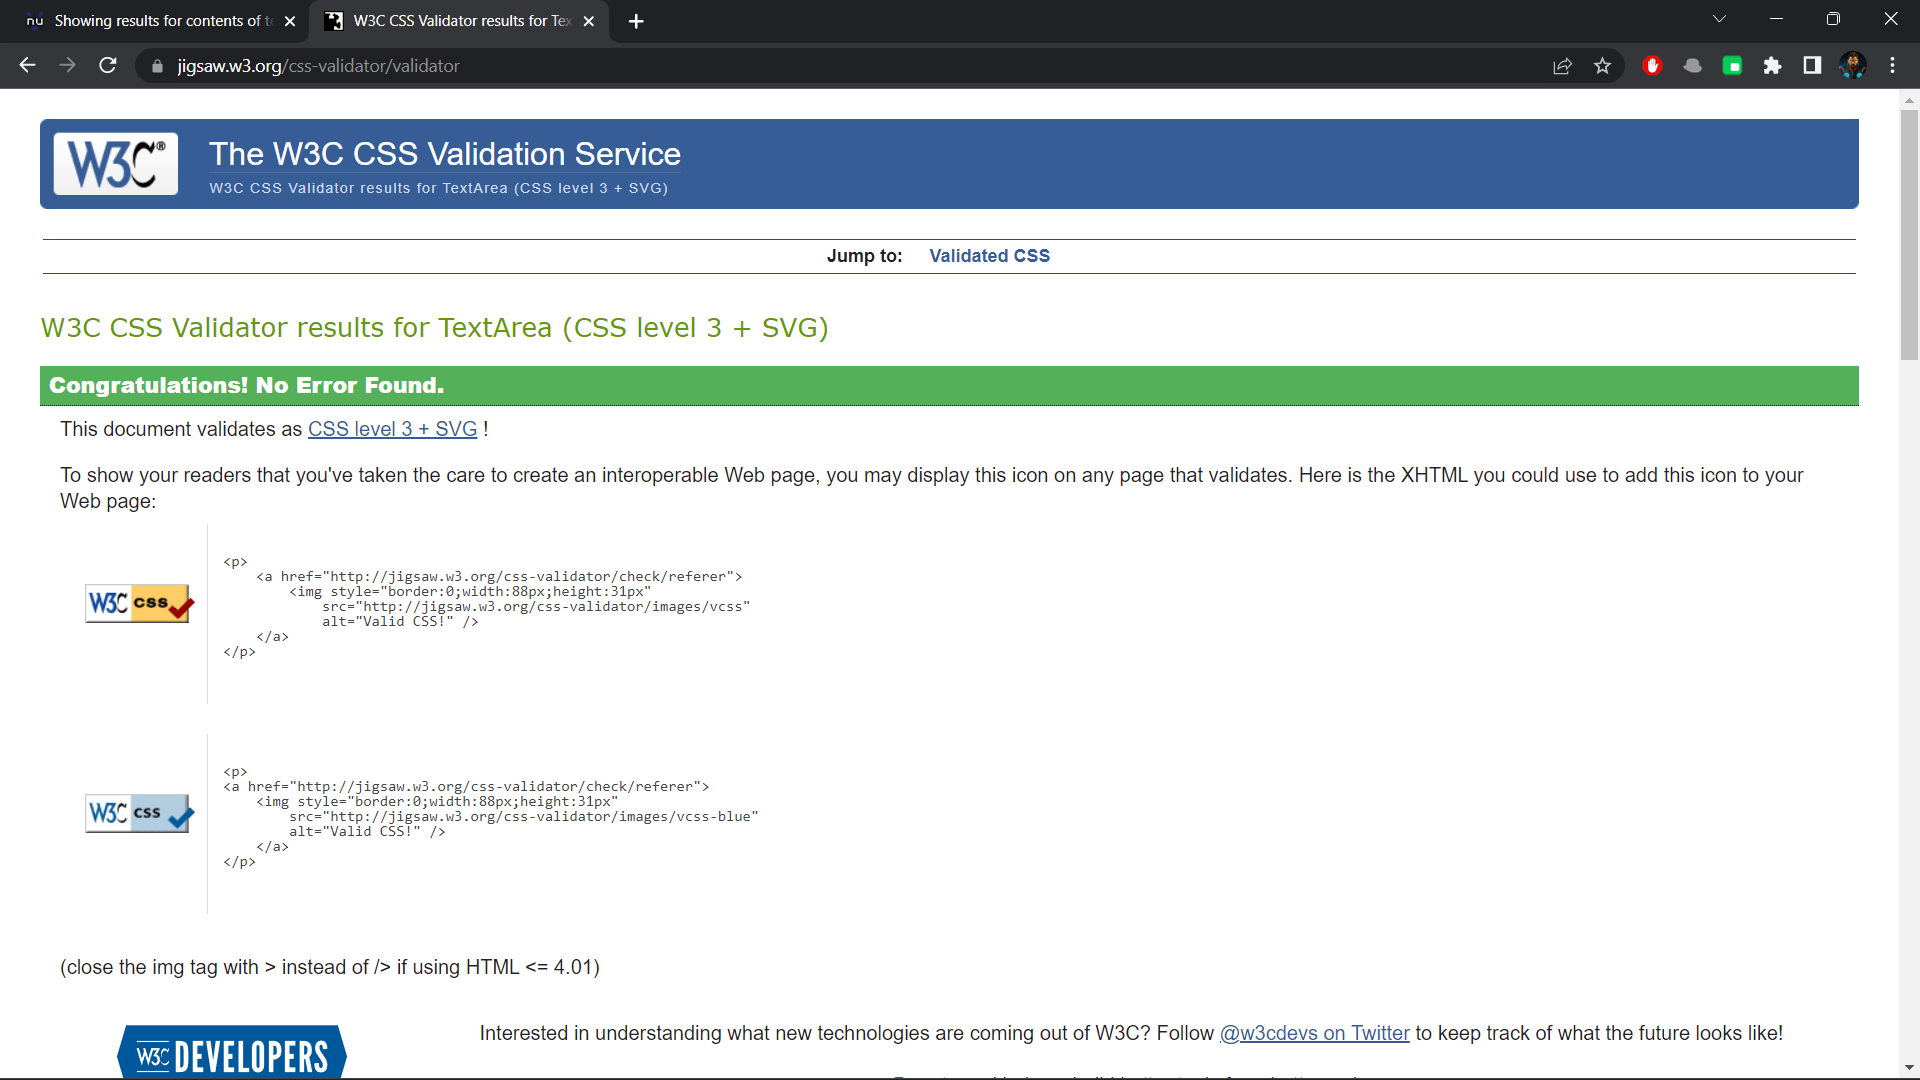 nu Showing results for contents of te
W3C CSS Validator results for Tex
jigsaw.w3.org/css-validator/validator
W3C®
The W3C CSS Validation Service
W3C CSS Validator results for TextArea (CSS level 3 + SVG)
Jump to: Validated CSS
W3C CSS Validator results for TextArea (CSS level 3 + SVG)
Congratulations! No Error Found.
This document validates as CSS level 3 + SVG !
To show your readers that you've taken the care to create an interoperable Web page, you may display this icon on any page that validates. Here is the XHTML you could use to add this icon to your
Web page:
W3C css
<p>
<a href="http://jigsaw.w3.org/css-validator/check/referer">
<img style="border:0;width:88px;height:31px"
src="http://jigsaw.w3.org/css-validator/images/vcss"
alt="Valid CSS!" />
</a>
</p>
W3C css
<p>
<a href="http://jigsaw.w3.org/css-validator/check/referer">
<img style="border:0;width:88px;height:31px"
src="http://jigsaw.w3.org/css-validator/images/vcss-blue"
alt="Valid CSS!" />
</a>
</p>
(close the img tag with > instead of /> if using HTML <= 4.01)
W3C DEVELOPERS
Interested in understanding what new technologies are coming out of W3C? Follow @w3cdevs on Twitter to keep track of what the future looks like!